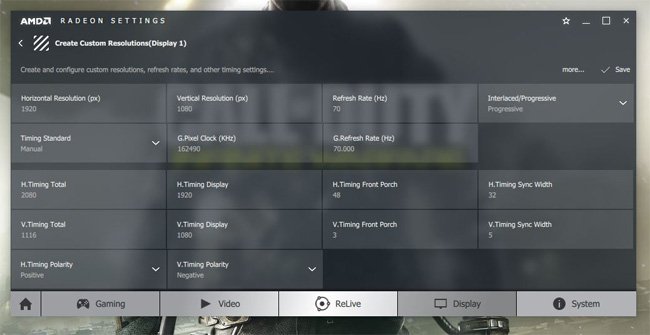 AMD RADEON SETTINGS
Create Custom Resolutions(Display 1)
Create and configure custom resolutions, refresh rates, and other timing settings.... more... Save
Horizontal Resolution (px) Vertical Resolution (px) Refresh Rate (Hz) Interlaced/Progressive
1920 1080 70 Progressive
Timing Standard G.Pixel Clock (KHz) G.Refresh Rate (Hz)
Manual 162490 70.000
H.Timing Total H.Timing Display H.Timing Front Porch H.Timing Sync Width
2080 1920 48 32
V.Timing Total V.Timing Display V.Timing Front Porch V.Timing Sync Width
1116 1080 3 5
H.Timing Polarity V.Timing Polarity
Positive Negative
Gaming Video ReLive Display System